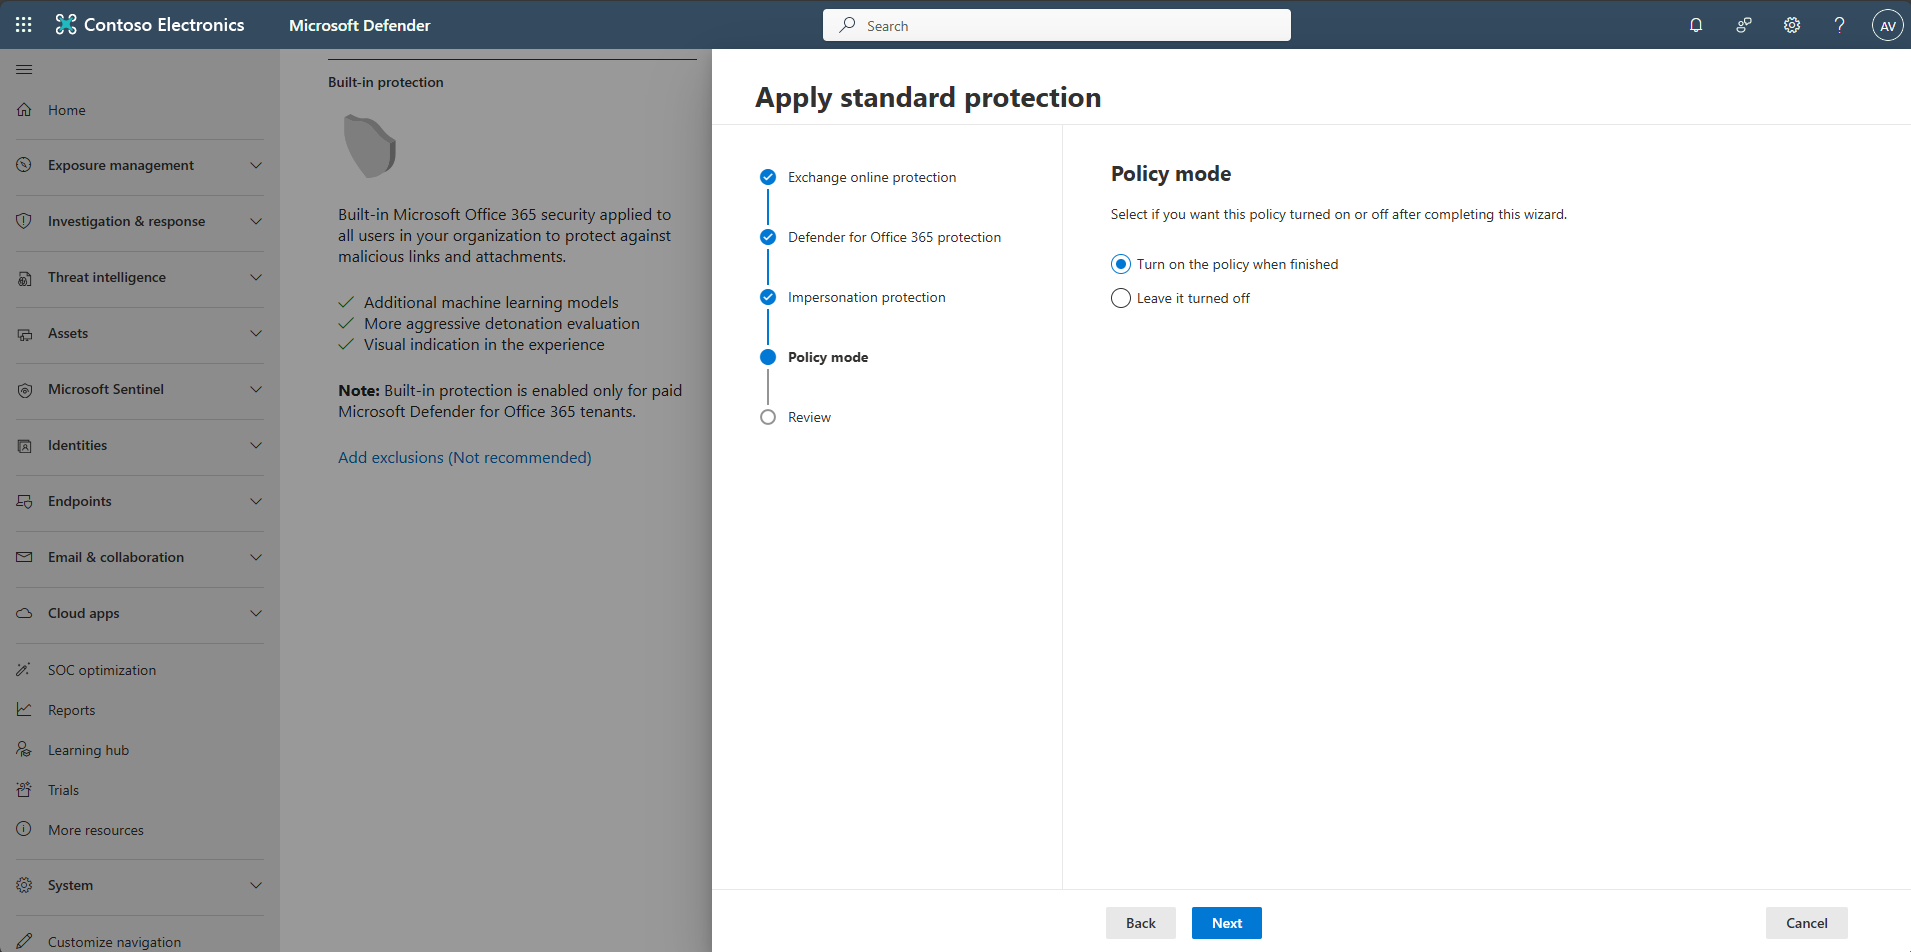 Contoso Electronics
Microsoft Defender
Search
AV
Home
Exposure management
Investigation & response
Threat intelligence
Assets
Microsoft Sentinel
Identities
Endpoints
Email & collaboration
Cloud apps
SOC optimization
Reports
Learning hub
Trials
More resources
System
Customize navigation
Built-in protection
Built-in Microsoft Office 365 security applied to
all users in your organization to protect against
malicious links and attachments.
Additional machine learning models
More aggressive detonation evaluation
Visual indication in the experience
Note: Built-in protection is enabled only for paid
Microsoft Defender for Office 365 tenants.
Add exclusions (Not recommended)
Apply standard protection
Exchange online protection
Defender for Office 365 protection
Impersonation protection
Policy mode
Review
Policy mode
Select if you want this policy turned on or off after completing this wizard.
Turn on the policy when finished
Leave it turned off
Back
Next
Cancel